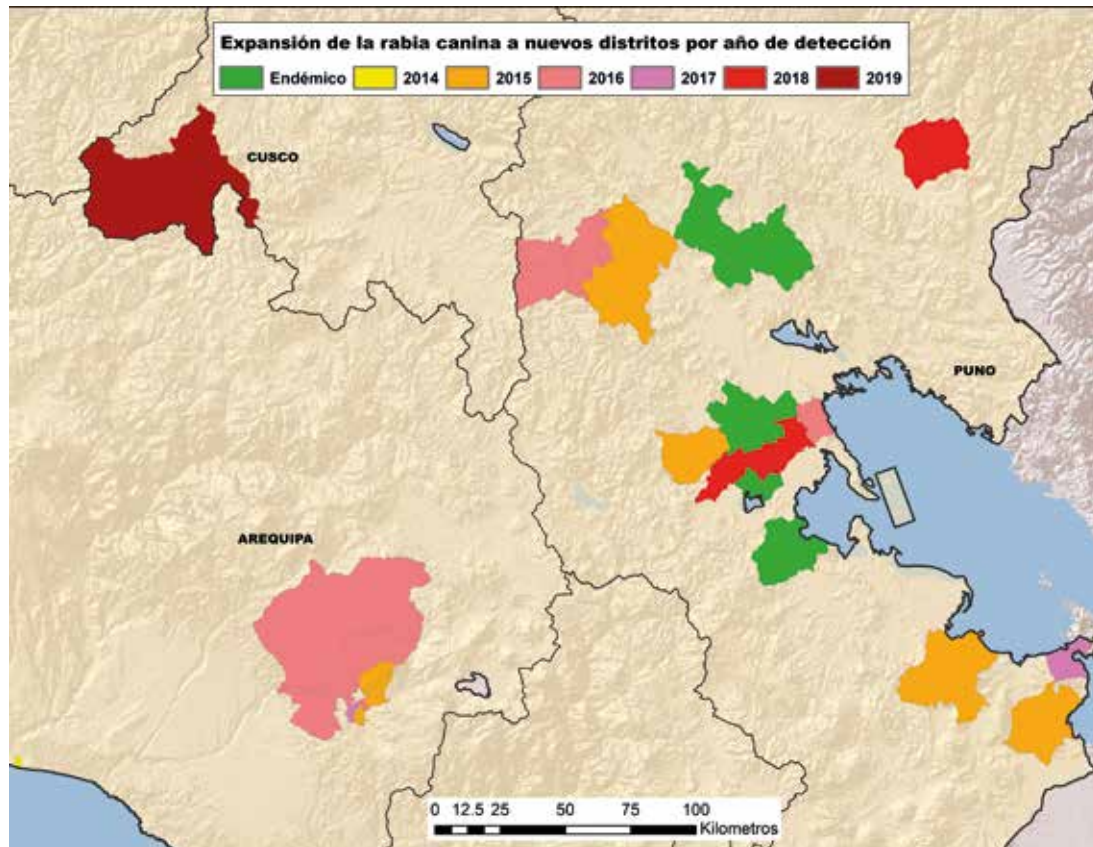 Expansión de la rabia canina a nuevos distritos por año de detección
Endémico 2014 2015 2016 2017 2018 2019
CUSCO
PUNO
AREQUIPA
0 12.5 25 50 75 100
Kilometros